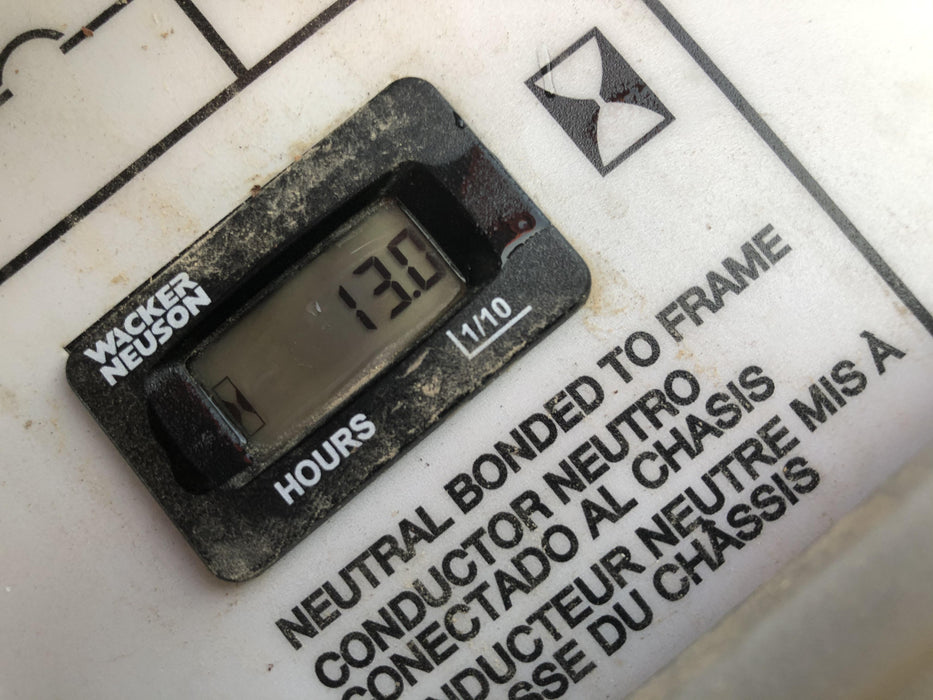 WACKER
NEUSON
13.0
1/10
HOURS
NEUTRAL BONDED TO FRAME
CONDUCTOR NEUTRO
CONECTADO AL CHASIS
CONDUCTEUR NEUTRE MIS À
MASSE DU CHÂSSIS